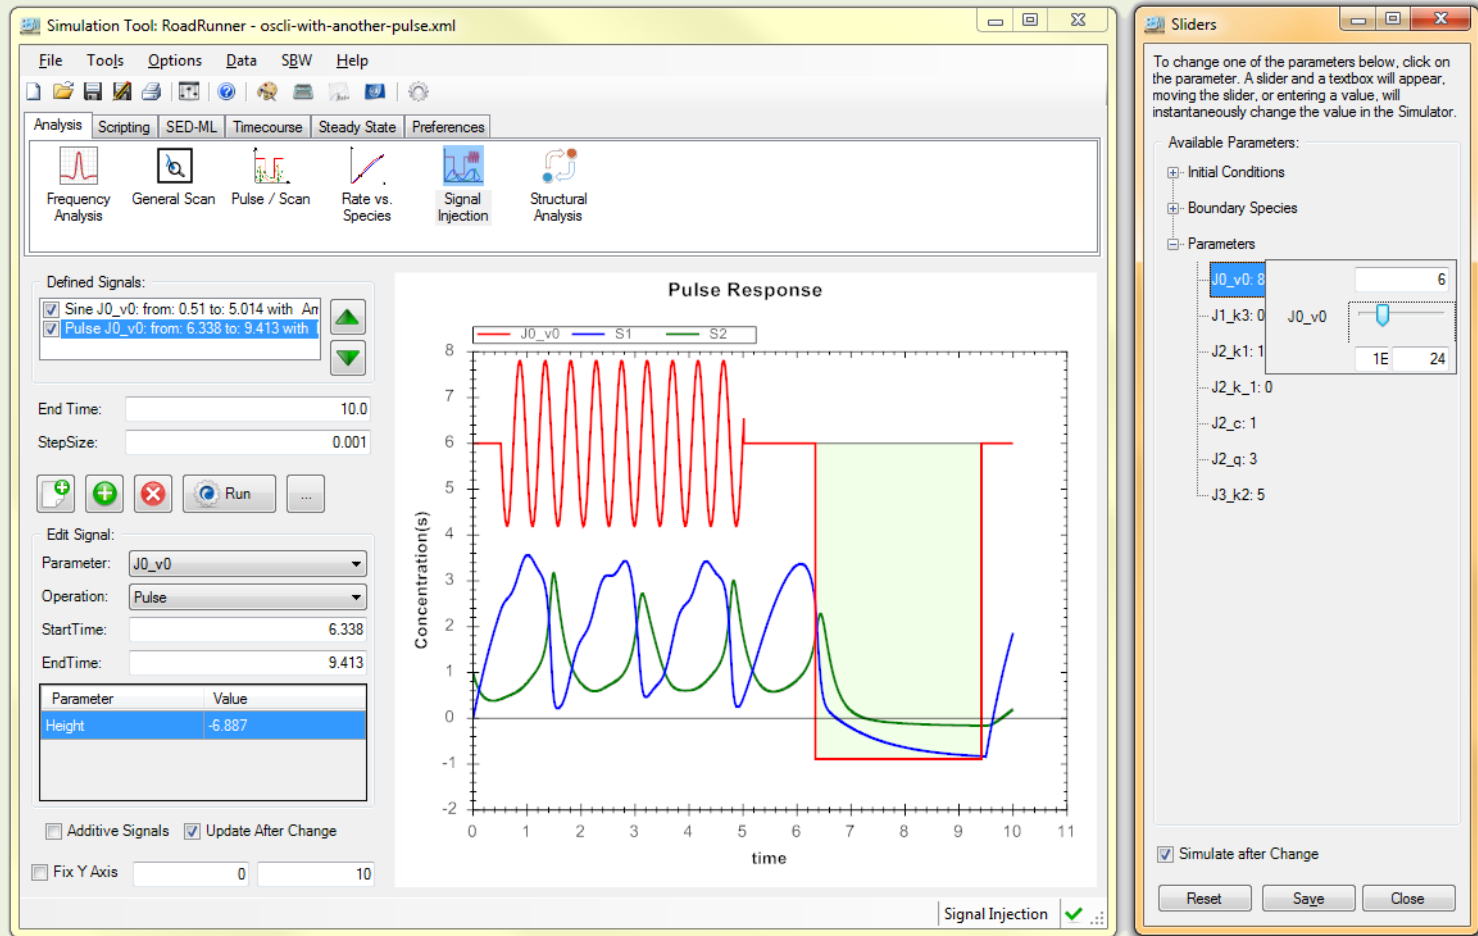 Simulation Tool: RoadRunner - oscli-with-another-pulse.xml
File Tools Options Data SBW Help
Analysis Scripting SED-ML Timecourse Steady State Preferences
Frequency Analysis
General Scan
Pulse / Scan
Rate vs. Species
Signal Injection
Structural Analysis
Defined Signals:
Sine J0_v0: from: 0.51 to: 5.014 with Am
Pulse J0_v0: from: 6.338 to: 9.413 with
End Time: 10.0
StepSize: 0.001
Run ...
Edit Signal:
Parameter: J0_v0
Operation: Pulse
StartTime: 6.338
EndTime: 9.413
Parameter Value
Height -6.887
Additive Signals Update After Change
Fix Y Axis 0 10
Pulse Response
J0_v0 S1 S2
Concentration(s)
8
7
6
5
4
3
2
1
0
-1
-2
0 1 2 3 4 5 6 7 8 9 10 11
time
Signal Injection
Sliders
To change one of the parameters below, click on
the parameter. A slider and a textbox will appear,
moving the slider, or entering a value, will
instantaneously change the value in the Simulator.
Available Parameters:
Initial Conditions
Boundary Species
Parameters
J0_v0: 8
6
J1_k3: 0
J0_v0
J2_k1: 1
1E 24
J2_k_1: 0
J2_c: 1
J2_q: 3
J3_k2: 5
Simulate after Change
Reset Save Close